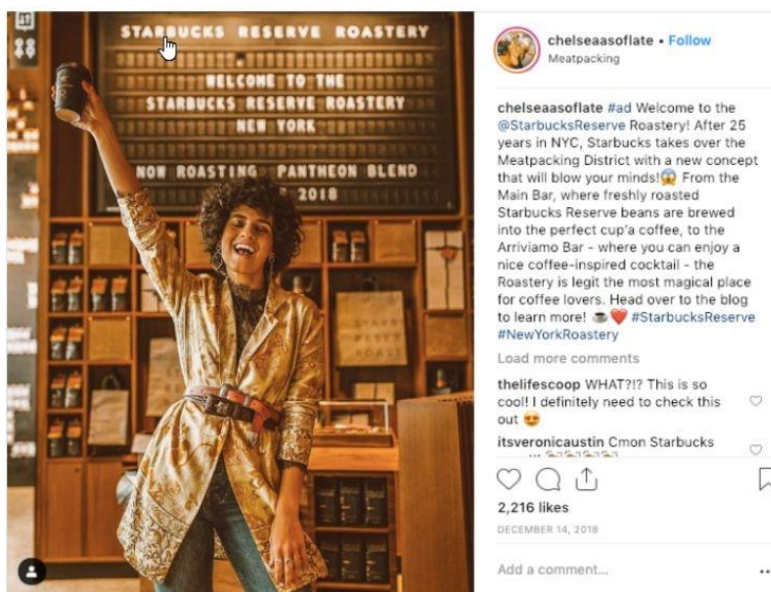 STARBUCKS RESERVE ROASTERY
WELCOME TO THE
STARBUCKS RESERVE ROASTERY
NEW YORK
NOW ROASTING PANTHEON BLEND
2018
chelseaasoflate • Follow
Meatpacking
chelseaasoflate #ad Welcome to the
@StarbucksReserve Roastery! After 25
years in NYC, Starbucks takes over the
Meatpacking District with a new concept
that will blow your minds!😱 From the
Main Bar, where freshly roasted
Starbucks Reserve beans are brewed
into the perfect cup'a coffee, to the
Arriviamo Bar - where you can enjoy a
nice coffee-inspired cocktail - the
Roastery is legit the most magical place
for coffee lovers. Head over to the blog
to learn more! ☕❤️ #StarbucksReserve
#NewYorkRoastery
Load more comments
thelifescoop WHAT?!? This is so
cool! I definitely need to check this
out 😍
itsveronicaustin Cmon Starbucks
2,216 likes
DECEMBER 14, 2018
Add a comment...